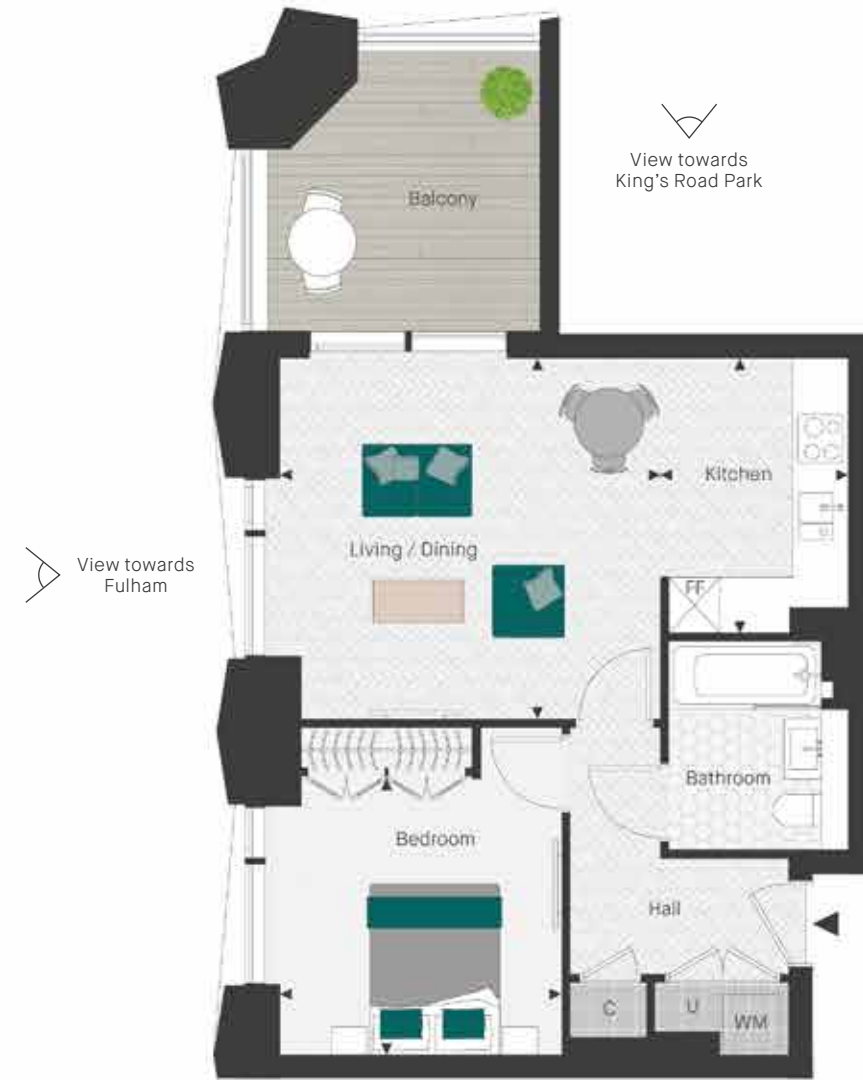 View towards
King's Road Park
Balcony
Kitchen
Living / Dining
View towards
Fulham
FF
Bathroom
Bedroom
Hall
C
U
WM